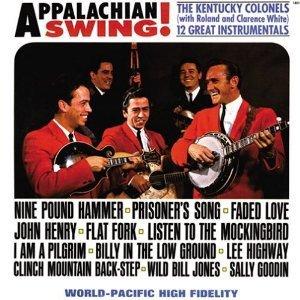 APPALACHIAN
SWING!
THE KENTUCKY COLONELS
(with Roland and Clarence White)
12 GREAT INSTRUMENTALS
NINE POUND HAMMER • PRISONER'S SONG • FADED LOVE
JOHN HENRY • FLAT FORK • LISTEN TO THE MOCKINGBIRD
I AM A PILGRIM • BILLY IN THE LOW GROUND • LEE HIGHWAY
CLINCH MOUNTAIN BACK-STEP • WILD BILL JONES • SALLY GOODIN
WORLD-PACIFIC HIGH FIDELITY